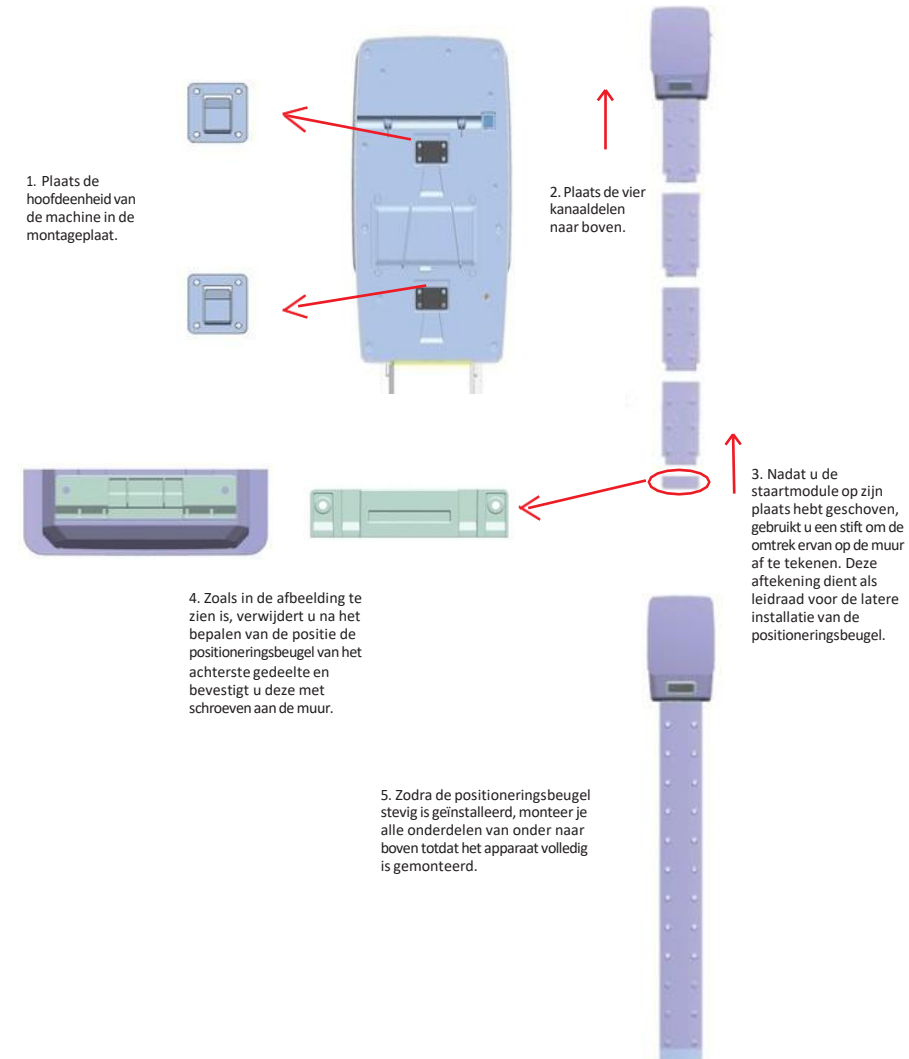 1. Plaats de
hoofdeenheid van
de machine in de
montageplaat.
2. Plaats de vier
kanaaldelen
naar boven.
3. Nadat u de
staartmodule op zijn
plaats hebt geschoven,
gebruikt u een stift om de
omtrek ervan op de muur
af te tekenen. Deze
aftekening dient als
leidraad voor de latere
installatie van de
positioneringsbeugel.
4. Zoals in de afbeelding te
zien is, verwijdert u na het
bepalen van de positie de
positioneringsbeugel van het
achterste gedeelte en
bevestigt u deze met
schroeven aan de muur.
5. Zodra de positioneringsbeugel
stevig is geïnstalleerd, monteer je
alle onderdelen van onder naar
boven totdat het apparaat volledig
is gemonteerd.